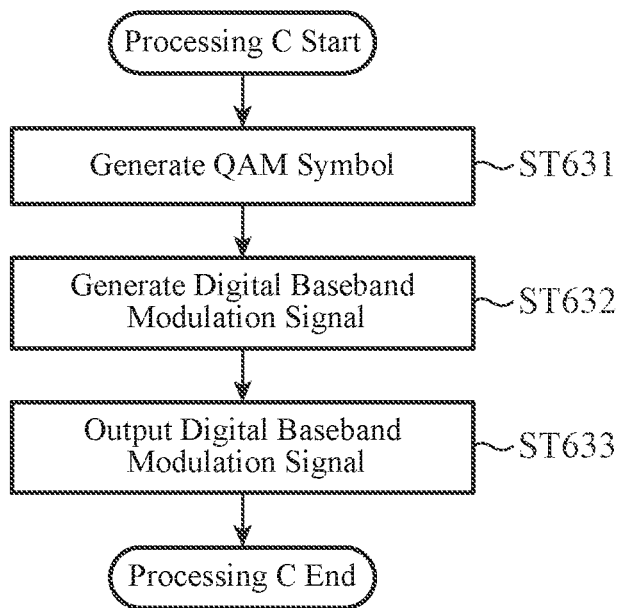 Processing C Start
Generate QAM Symbol
ST631
Generate Digital Baseband
Modulation Signal
ST632
Output Digital Baseband
Modulation Signal
ST633
Processing C End